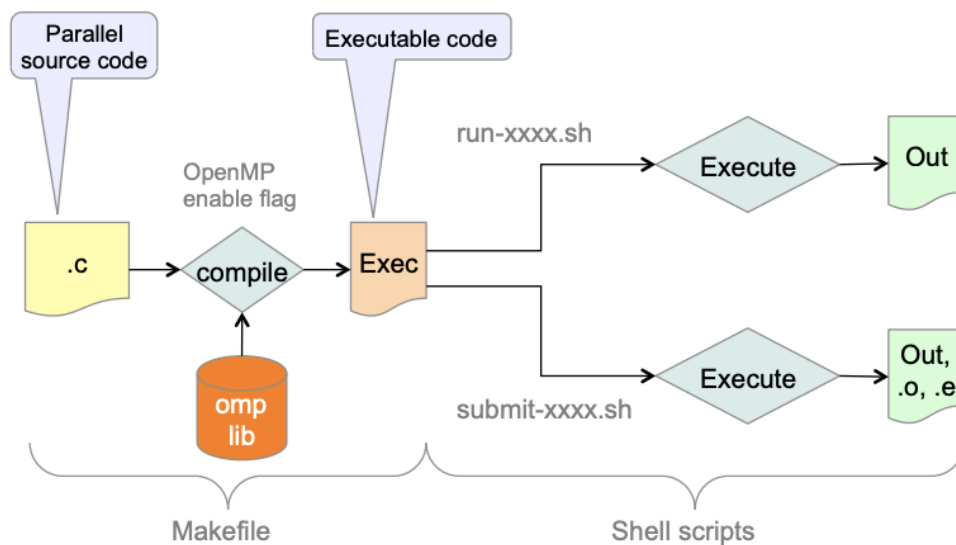 Parallel
source code
Executable code
run-xxxx.sh
OpenMP
enable flag
Execute
Out
.c
compile
Exec
omp
lib
submit-xxxx.sh
Execute
Out,
.o, .e
Makefile
Shell scripts